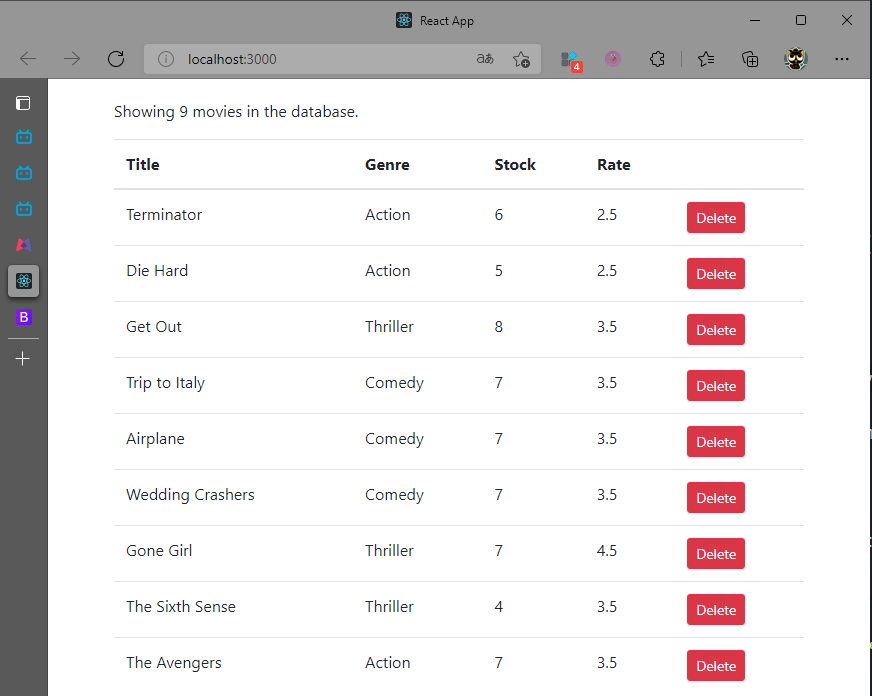 React App
localhost:3000
aあ
4
Showing 9 movies in the database.
Title Genre Stock Rate
Terminator Action 6 2.5 Delete
Die Hard Action 5 2.5 Delete
Get Out Thriller 8 3.5 Delete
Trip to Italy Comedy 7 3.5 Delete
Airplane Comedy 7 3.5 Delete
Wedding Crashers Comedy 7 3.5 Delete
B
Gone Girl Thriller 7 4.5 Delete
The Sixth Sense Thriller 4 3.5 Delete
The Avengers Action 7 3.5 Delete